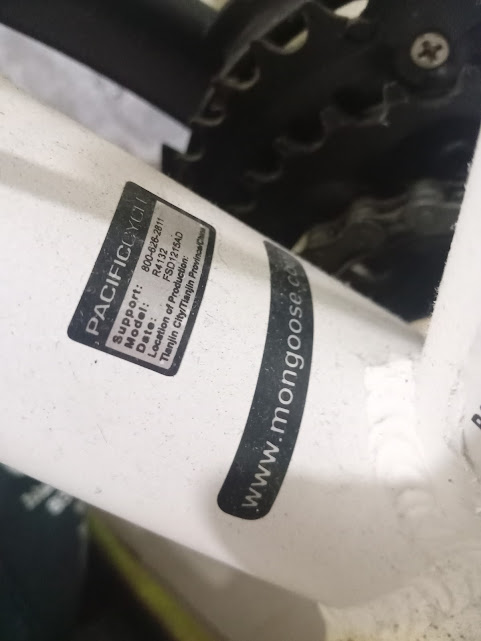 PACIFICCYCLE
Support: 800-626-2811
Model: R4132
Date: FSD1215AD
Location of Production:
Tianjin City/Tianjin Province/China
www.mongoose.com